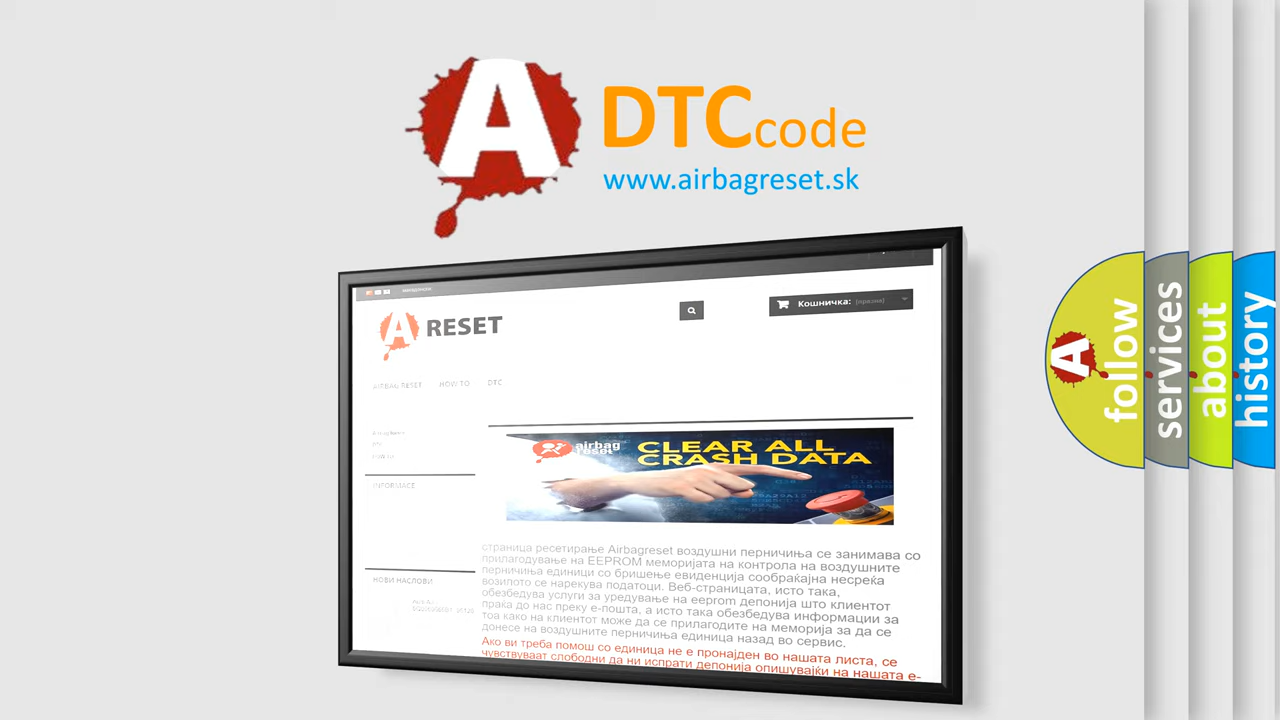 A
DTCcode
www.airbagreset.sk
македонски
A RESET
Кошничка: (празна)
AIRBAG RESET HOW TO DTC
INFORMACE
airbag
reset
CLEAR ALL
CRASH DATA
страница ресетирање Airbagreset воздушни перничиња се занимава со
прилагодување на EEPROM меморијата на контрола на воздушните
перничиња единици со бришење евиденција сообраќајна несреќа
возилото се нарекува податоци. Веб-страницата, исто така,
обезбедува услуги за уредување на eeprom депонија што клиентот
праќа до нас преку е-пошта, а исто така обезбедува информации за
тоа како на клиентот може да се прилагодите на меморија за да се
донесе на воздушните перничиња единица назад во сервис.
Ако ви треба помош со единица не е пронајден во нашата листа, се
чувствуваат слободни да ни испрати депонија опишувајќи на нашата е-
НОВИ НАСЛОВИ
A
follow
services
about
history